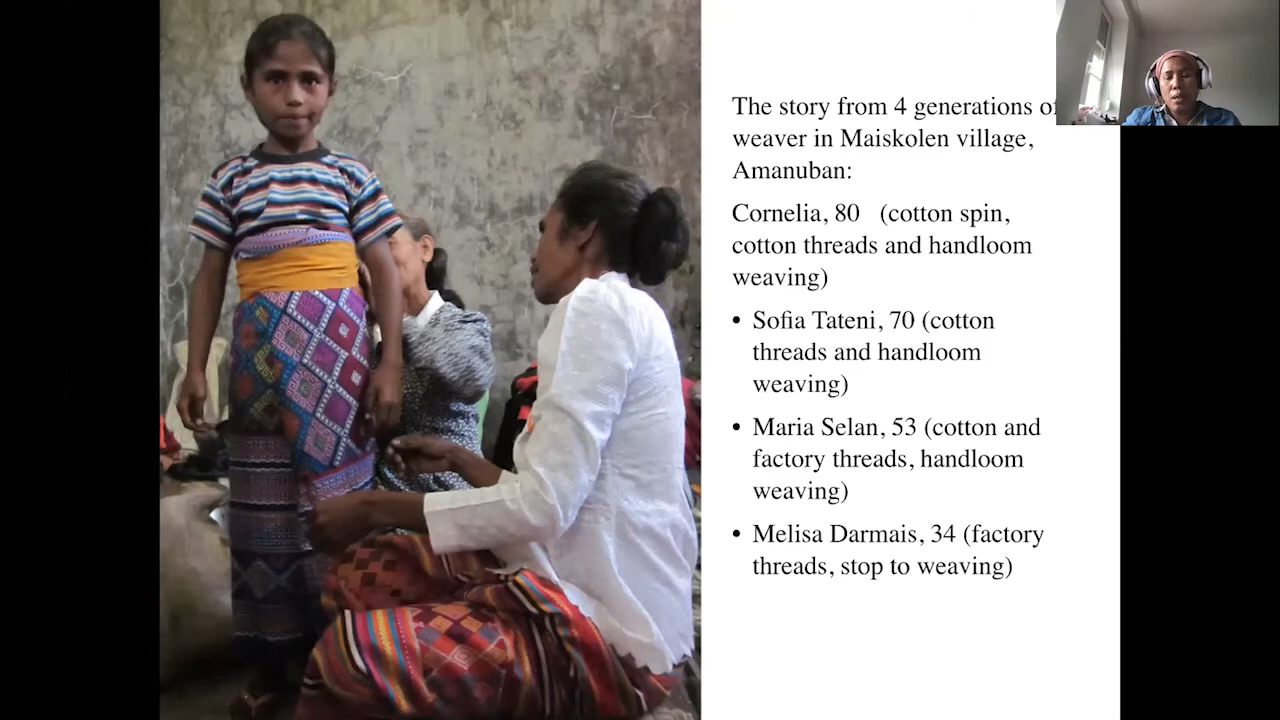 The story from 4 generations of
weaver in Maiskolen village,
Amanuban:
Cornelia, 80 (cotton spin,
cotton threads and handloom
weaving)
• Sofia Tateni, 70 (cotton
threads and handloom
weaving)
• Maria Selan, 53 (cotton and
factory threads, handloom
weaving)
• Melisa Darmais, 34 (factory
threads, stop to weaving)